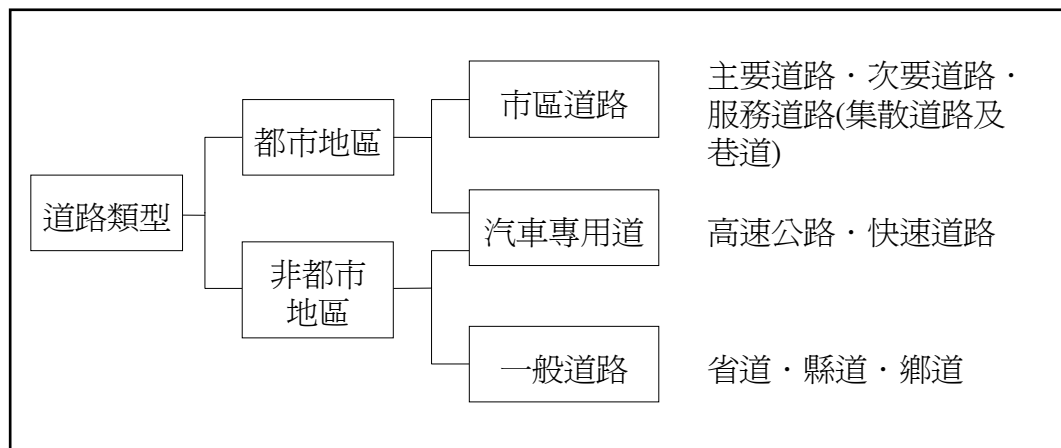 道路類型
都市地區
非都市
地區
市區道路
汽車專用道
一般道路
主要道路．次要道路．
服務道路(集散道路及
巷道)
高速公路．快速道路
省道．縣道．鄉道